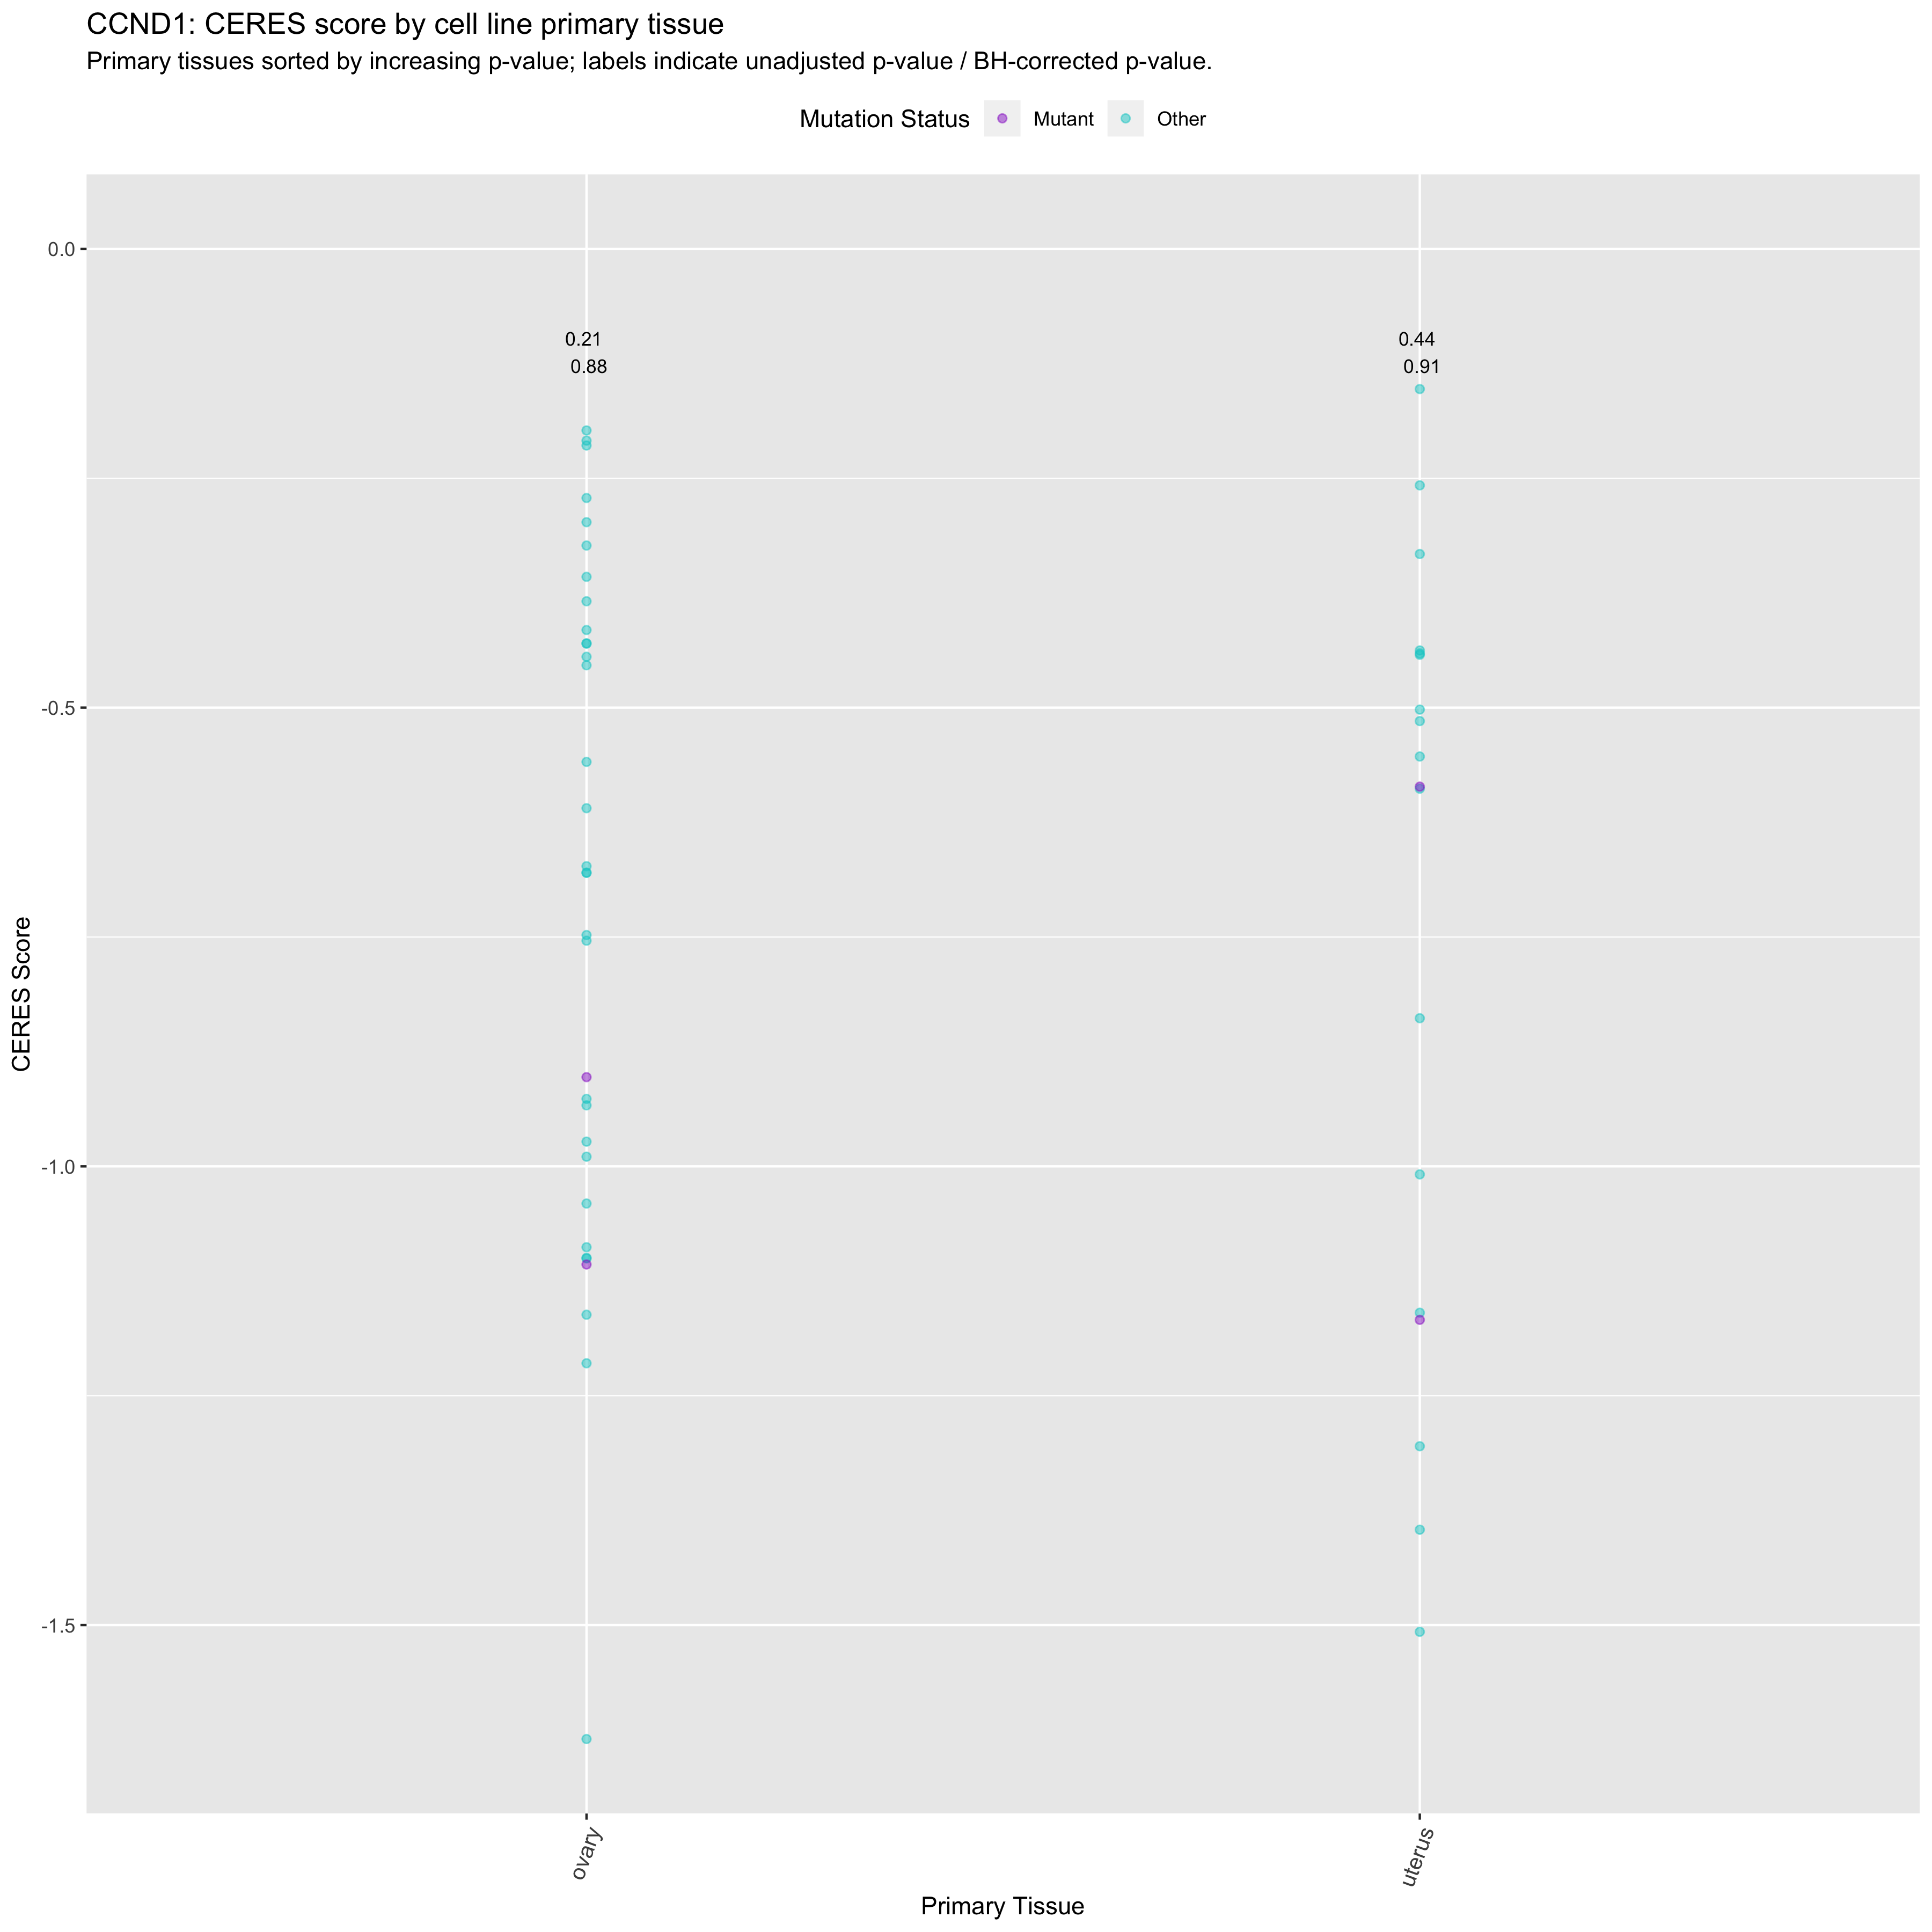 CCND1: CERES score by cell line primary tissue
Primary tissues sorted by increasing p-value; labels indicate unadjusted p-value / BH-corrected p-value.
Mutation Status Mutant Other
0.0
0.21 0.44
0.88 0.91
-0.5
CERES Score
-1.0
-1.5
ovary uterus
Primary Tissue